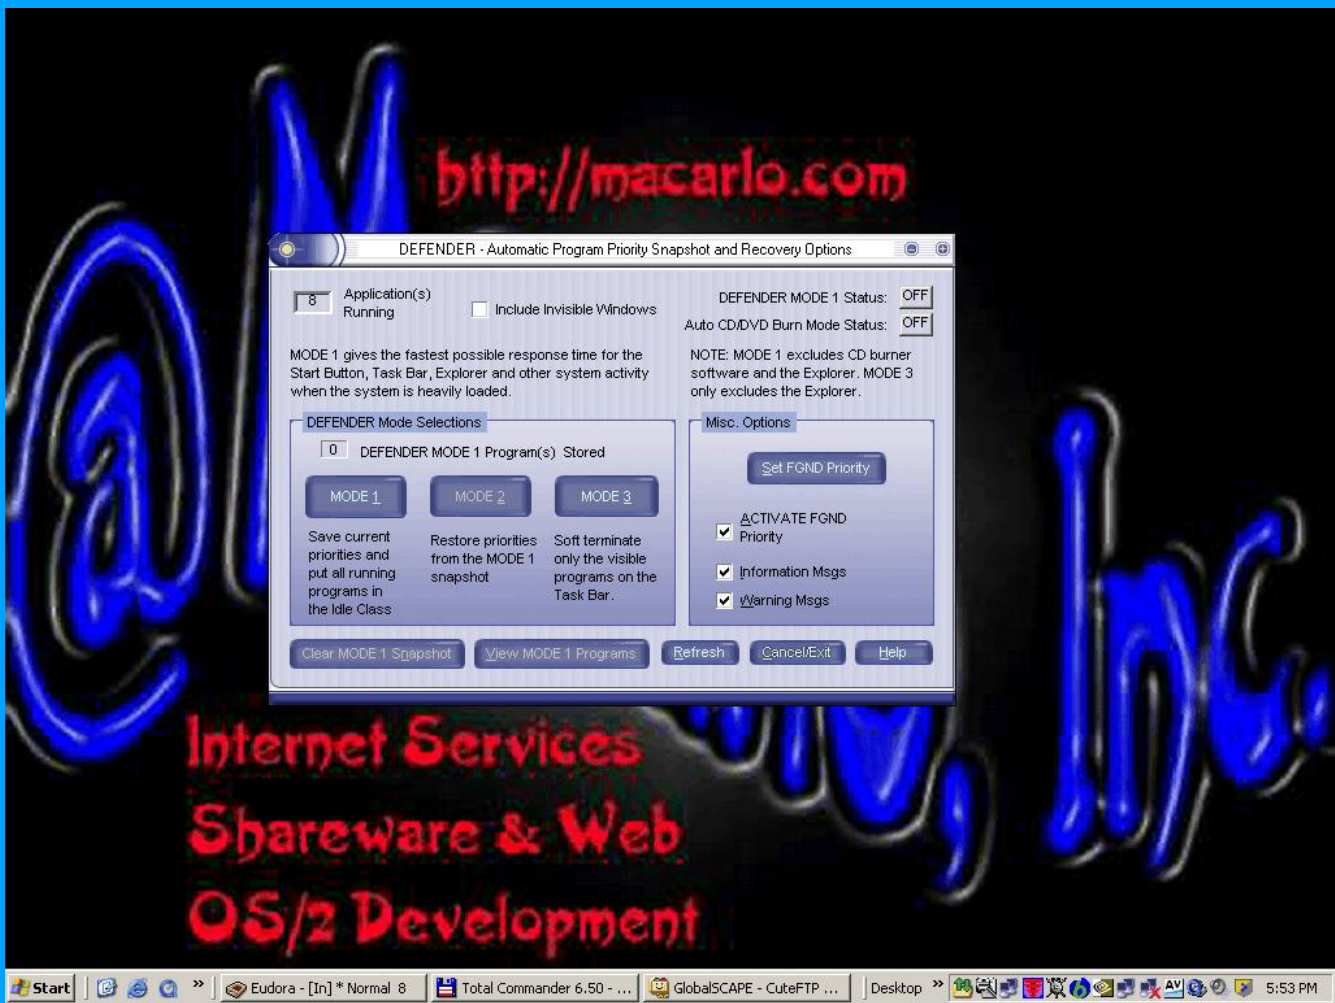 http://macarlo.com
DEFENDER - Automatic Program Priority Snapshot and Recovery Options
8
Application(s)
Running
Include Invisible Windows
DEFENDER MODE 1 Status: OFF
Auto CD/DVD Burn Mode Status: OFF
MODE 1 gives the fastest possible response time for the
Start Button, Task Bar, Explorer and other system activity
when the system is heavily loaded.
NOTE: MODE 1 excludes CD burner
software and the Explorer. MODE 3
only excludes the Explorer.
DEFENDER Mode Selections
0 DEFENDER MODE 1 Program(s) Stored
MODE 1
MODE 2
MODE 3
Save current
priorities and
put all running
programs in
the Idle Class
Restore priorities
from the MODE 1
snapshot
Soft terminate
only the visible
programs on the
Task Bar.
Misc. Options
Set FGND Priority
ACTIVATE FGND
Priority
Information Msgs
Warning Msgs
Clear MODE 1 Snapshot
View MODE 1 Programs
Refresh
Cancel/Exit
Help
Inc.
Internet Services
Shareware & Web
OS/2 Development
Start
»
Eudora - [In] * Normal 8
Total Commander 6.50 - ...
GlobalSCAPE - CuteFTP ...
Desktop »
AV
5:53 PM